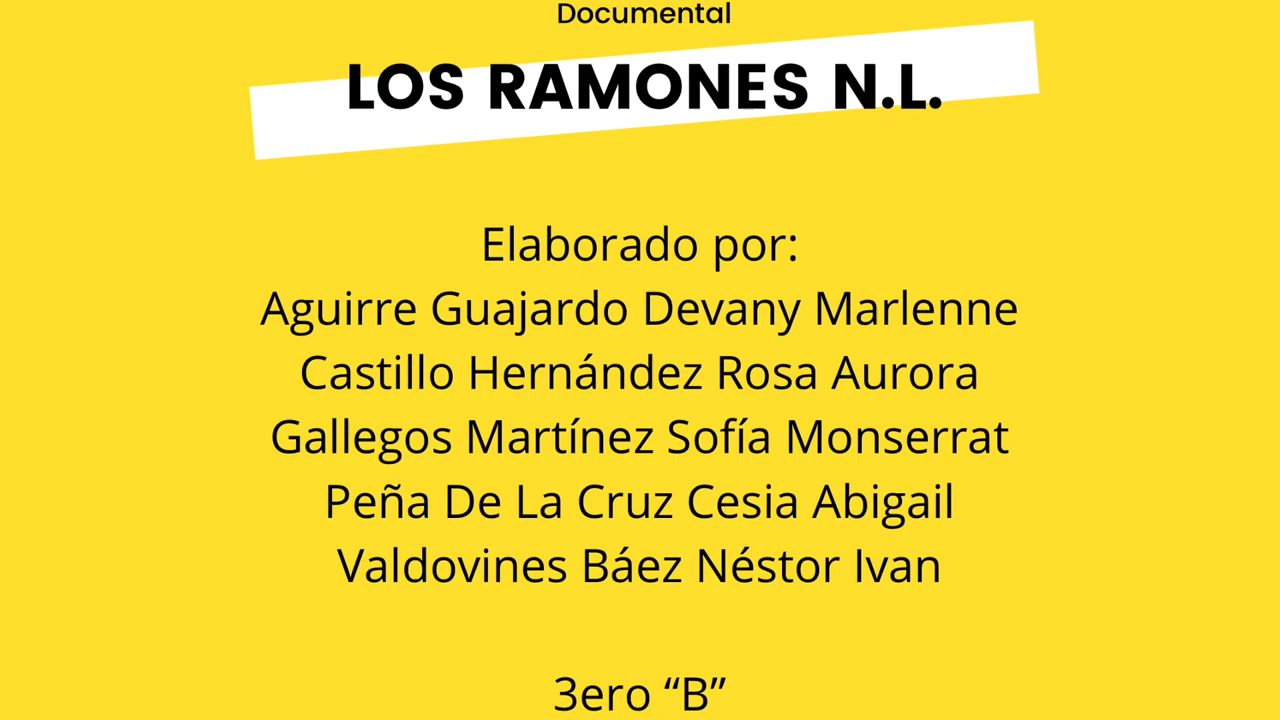 Documental
LOS RAMONES N.L.
Elaborado por:
Aguirre Guajardo Devany Marlenne
Castillo Hernández Rosa Aurora
Gallegos Martínez Sofía Monserrat
Peña De La Cruz Cesia Abigail
Valdovines Báez Néstor Ivan
3ero “B”